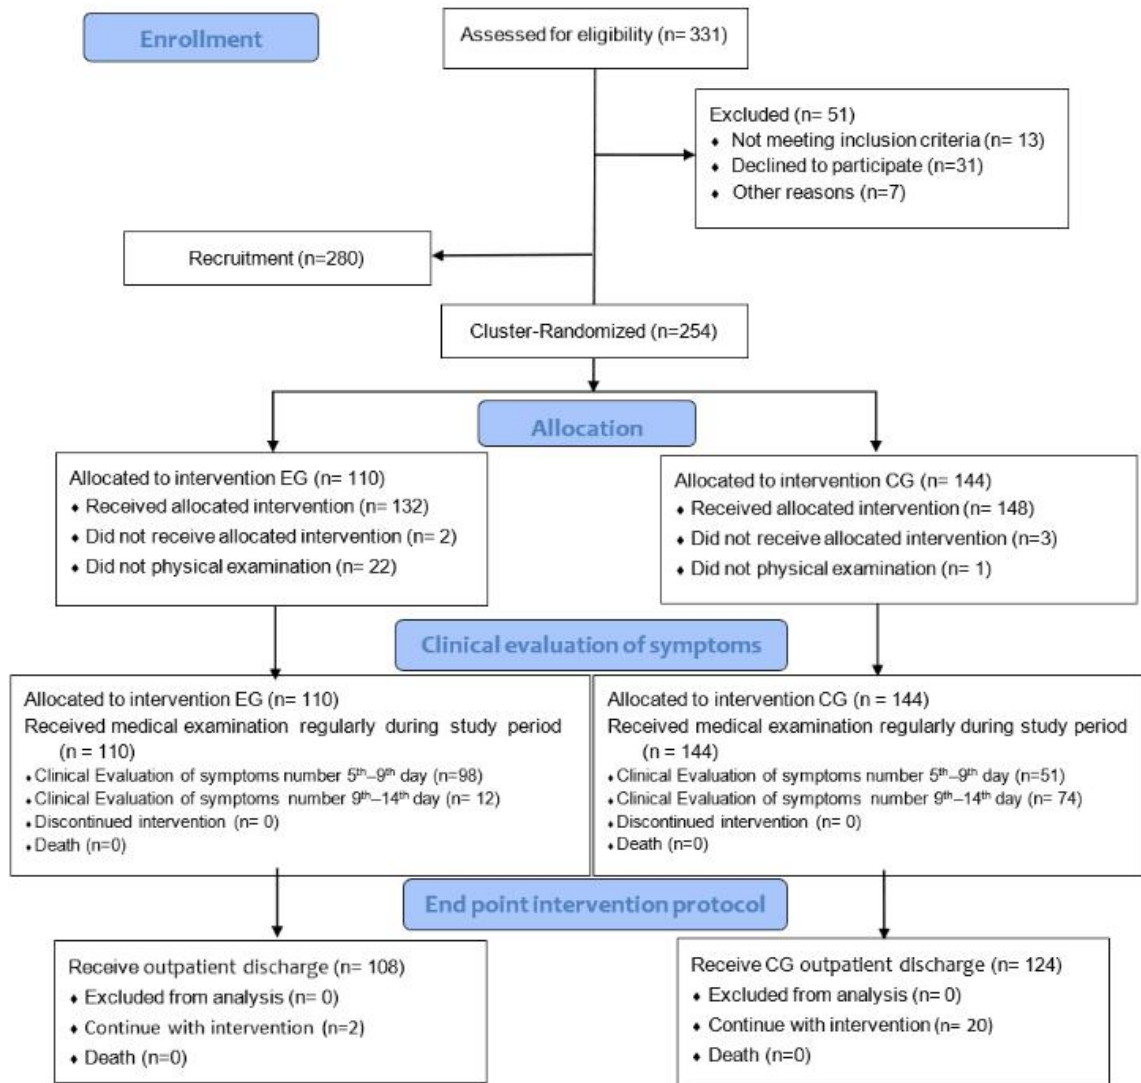 Enrollment
Assessed for eligibility (n= 331)
Excluded (n= 51)
♦ Not meeting inclusion criteria (n= 13)
♦ Declined to participate (n=31)
♦ Other reasons (n=7)
Recruitment (n=280)
Cluster-Randomized (n=254)
Allocation
Allocated to intervention EG (n= 110)
♦ Received allocated intervention (n= 132)
♦ Did not receive allocated intervention (n= 2)
♦ Did not physical examination (n= 22)
Allocated to intervention CG (n= 144)
♦ Received allocated intervention (n= 148)
♦ Did not receive allocated intervention (n=3)
♦ Did not physical examination (n= 1)
Clinical evaluation of symptoms
Allocated to intervention EG (n= 110)
Received medical examination regularly during study period
(n = 110)
♦ Clinical Evaluation of symptoms number 5th–9th day (n=98)
♦ Clinical Evaluation of symptoms number 9th–14th day (n= 12)
♦ Discontinued intervention (n= 0)
♦ Death (n=0)
Allocated to intervention CG (n = 144)
Received medical examination regularly during study period
(n = 144)
♦ Clinical Evaluation of symptoms number 5th–9th day (n=51)
♦ Clinical Evaluation of symptoms number 9th–14th day (n= 74)
♦ Discontinued intervention (n= 0)
♦ Death (n=0)
End point intervention protocol
Receive outpatient discharge (n= 108)
♦ Excluded from analysis (n= 0)
♦ Continue with intervention (n=2)
♦ Death (n=0)
Receive CG outpatient discharge (n= 124)
♦ Excluded from analysis (n= 0)
♦ Continue with intervention (n= 20)
♦ Death (n=0)